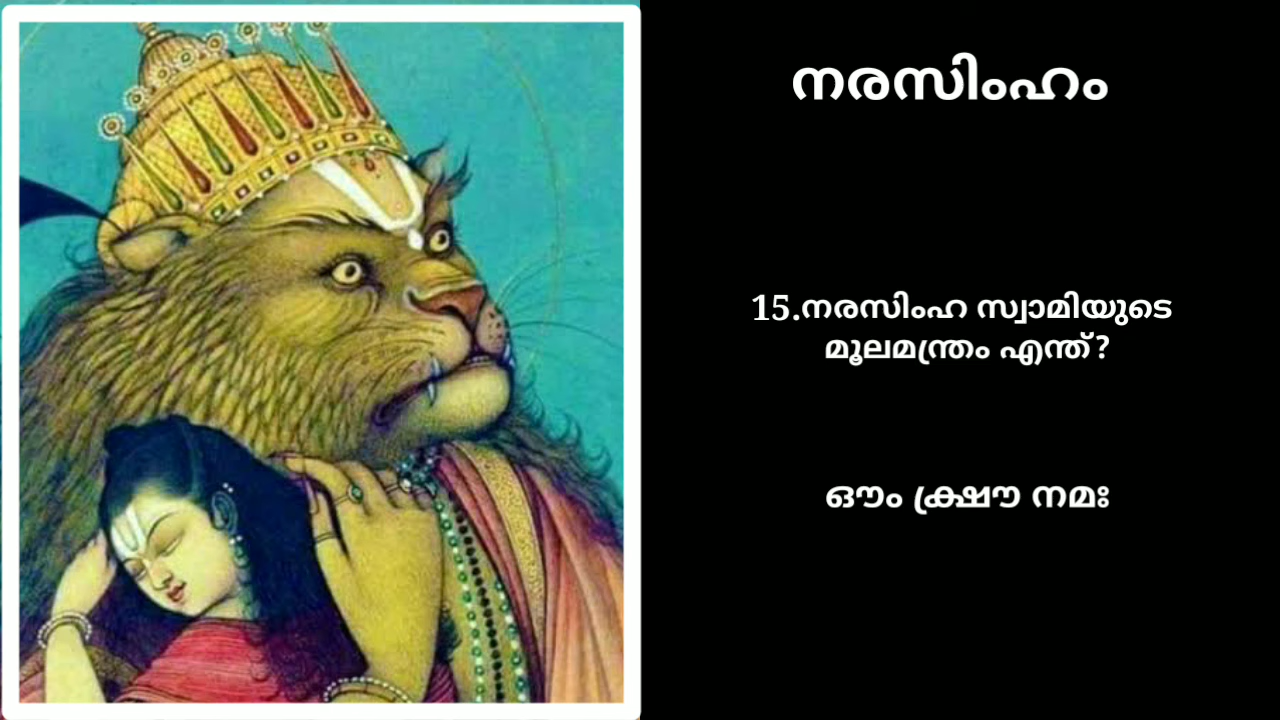 നരസിംഹം
15.നരസിംഹ സ്വാമിയുടെ
മൂലമന്ത്രം എന്ത്?
ഔം ക്ഷ്രൗ നമഃ